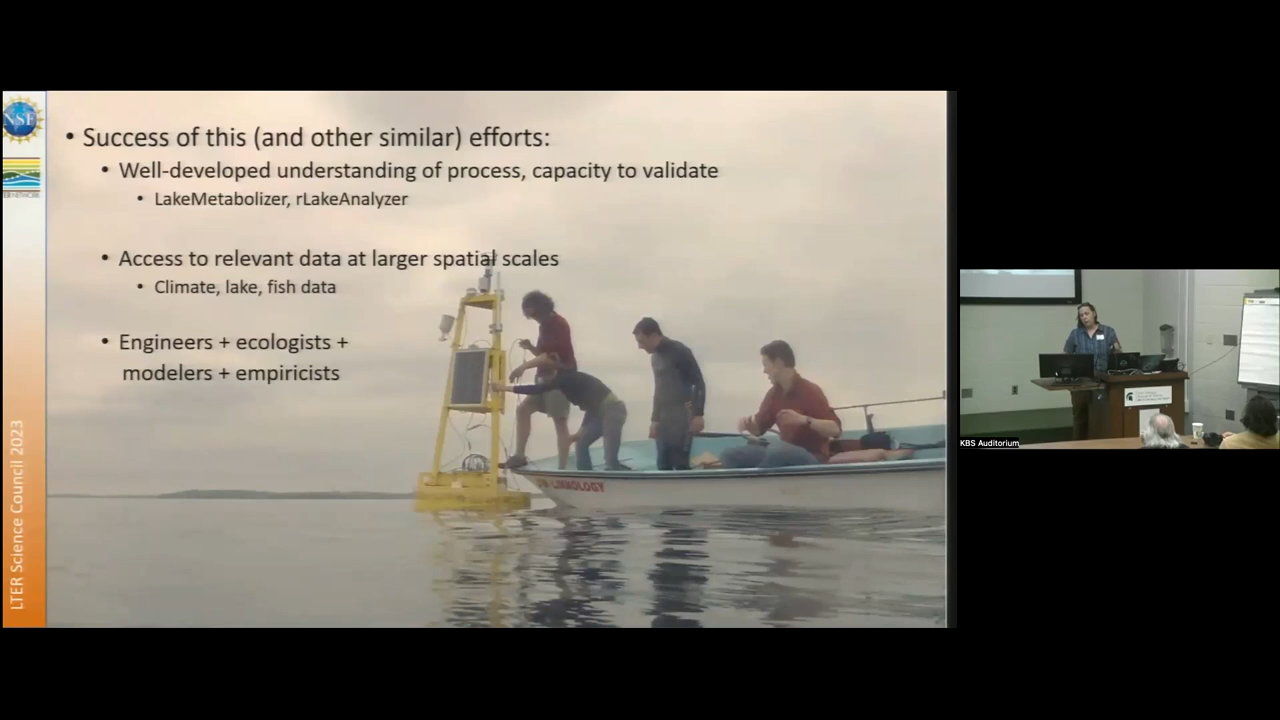 NSF
LTER Science Council 2023
• Success of this (and other similar) efforts:
• Well-developed understanding of process, capacity to validate
• LakeMetabolizer, rLakeAnalyzer
• Access to relevant data at larger spatial scales
• Climate, lake, fish data
• Engineers + ecologists +
modelers + empiricists
LIMNOLOGY
KBS Auditorium